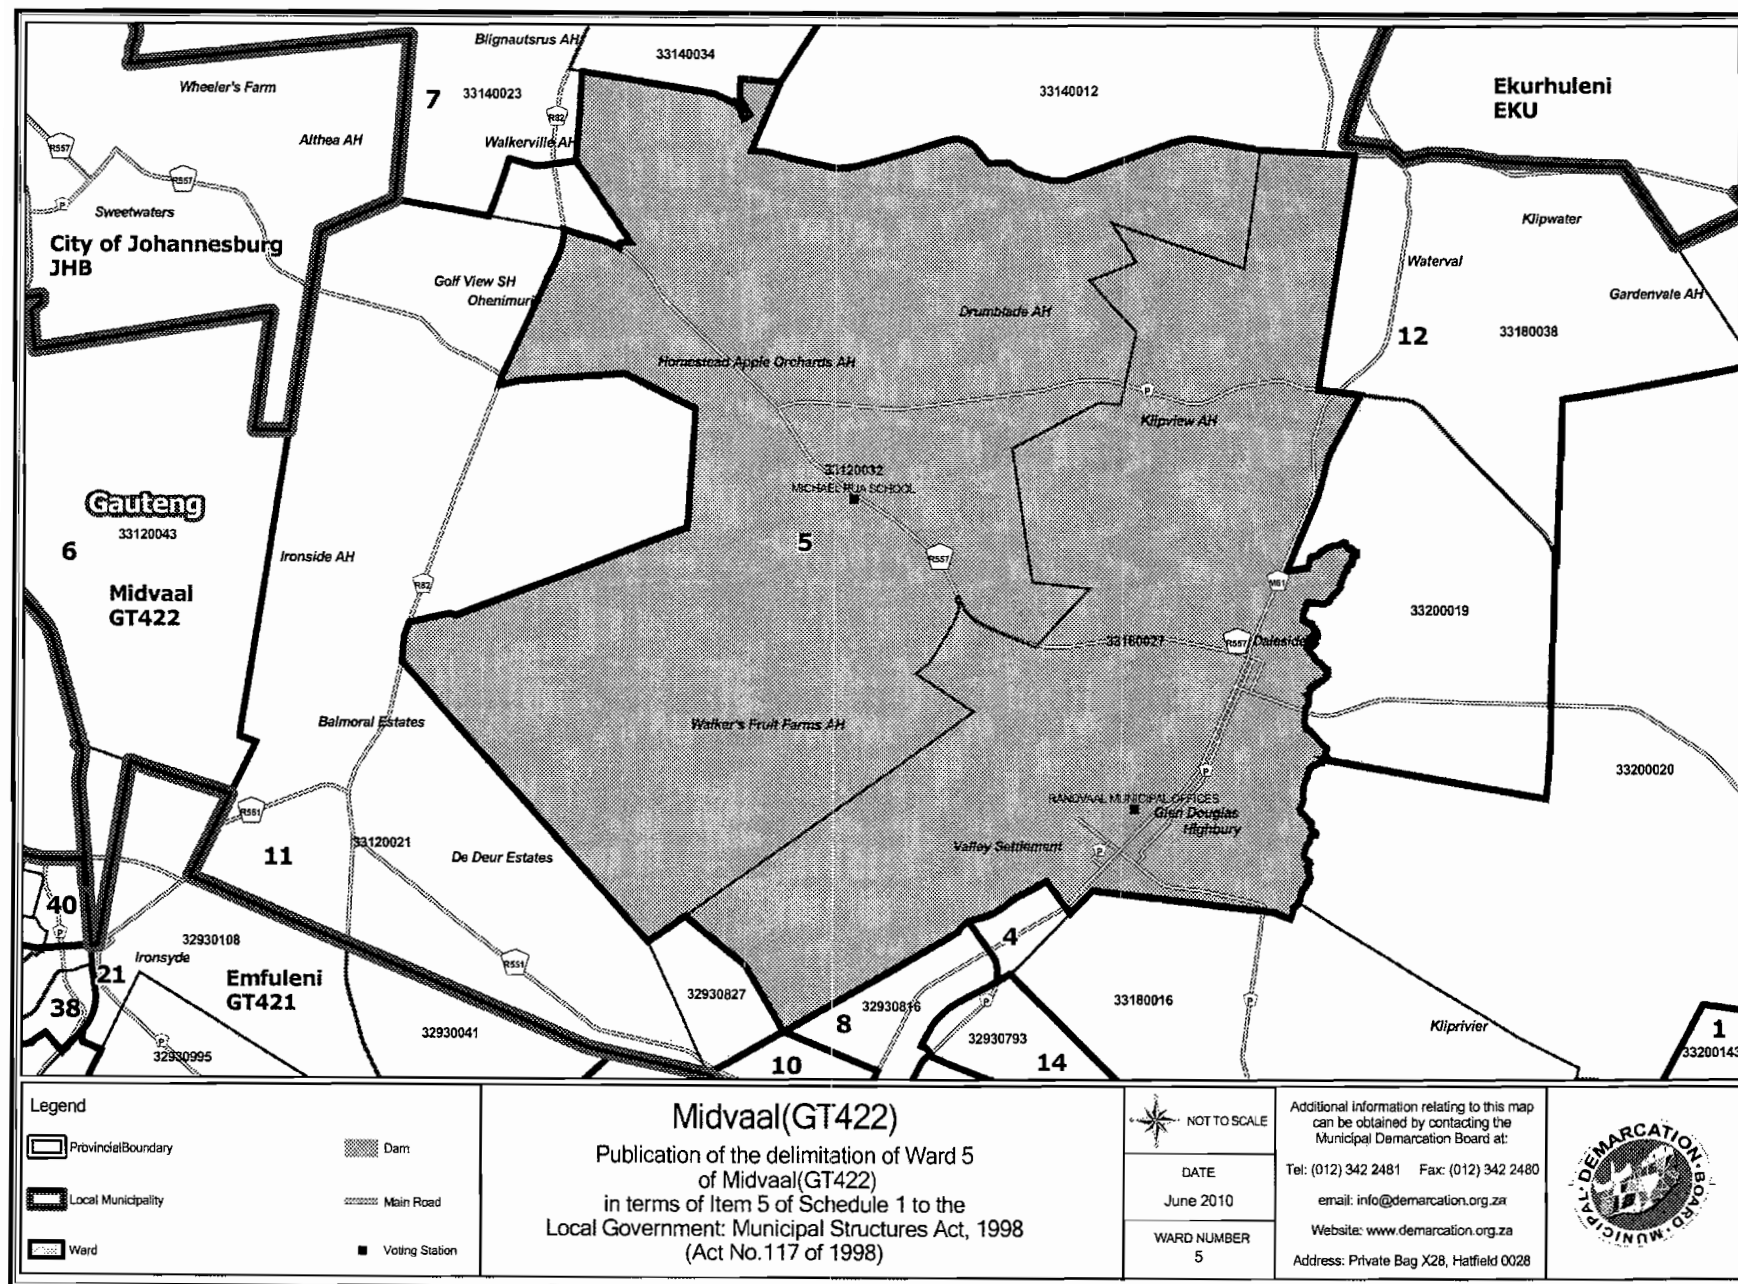 Blignautsrus AH
33140034
Wheeler's Farm
7
33140023
33140012
Ekurhuleni
EKU
R82
Althea AH
Walkerville AH
R557
R557
P
Sweetwaters
Klipwater
City of Johannesburg
JHB
Waterval
Golf View SH
Ohenimuri
Gardenvale AH
Drumblade AH
33180038
12
Homestead Apple Orchards AH
P
Klipview AH
33120032
MICHAEL RUA SCHOOL
Gauteng
33120043
6
Ironside AH
5
R557
Midvaal
GT422
R82
M61
33200019
33180027
R557
Daleside
Balmoral Estates
Walker's Fruit Farms AH
P
33200020
RANDVAAL MUNICIPAL OFFICES
Glen Douglas
Highbury
R551
11
33120021
De Deur Estates
Valley Settlement
P
40
P
32930108
Ironsyde
4
R551
21
Emfuleni
GT421
38
32930827
32930816
P
33180016
P
8
P
32930995
32930041
32930793
Kliprivier
1
33200143
10
14
Legend
ProvincialBoundary
Dam
Local Municipality
Main Road
Ward
Voting Station
Midvaal(GT422)
Publication of the delimitation of Ward 5
of Midvaal(GT422)
in terms of Item 5 of Schedule 1 to the
Local Government: Municipal Structures Act, 1998
(Act No.117 of 1998)
NOT TO SCALE
DATE
June 2010
WARD NUMBER
5
Additional information relating to this map
can be obtained by contacting the
Municipal Demarcation Board at:
Tel: (012) 342 2481 Fax: (012) 342 2480
email: info@demarcation.org.za
Website: www.demarcation.org.za
Address: Private Bag X28, Hatfield 0028
MUNICIPAL DEMARCATION BOARD